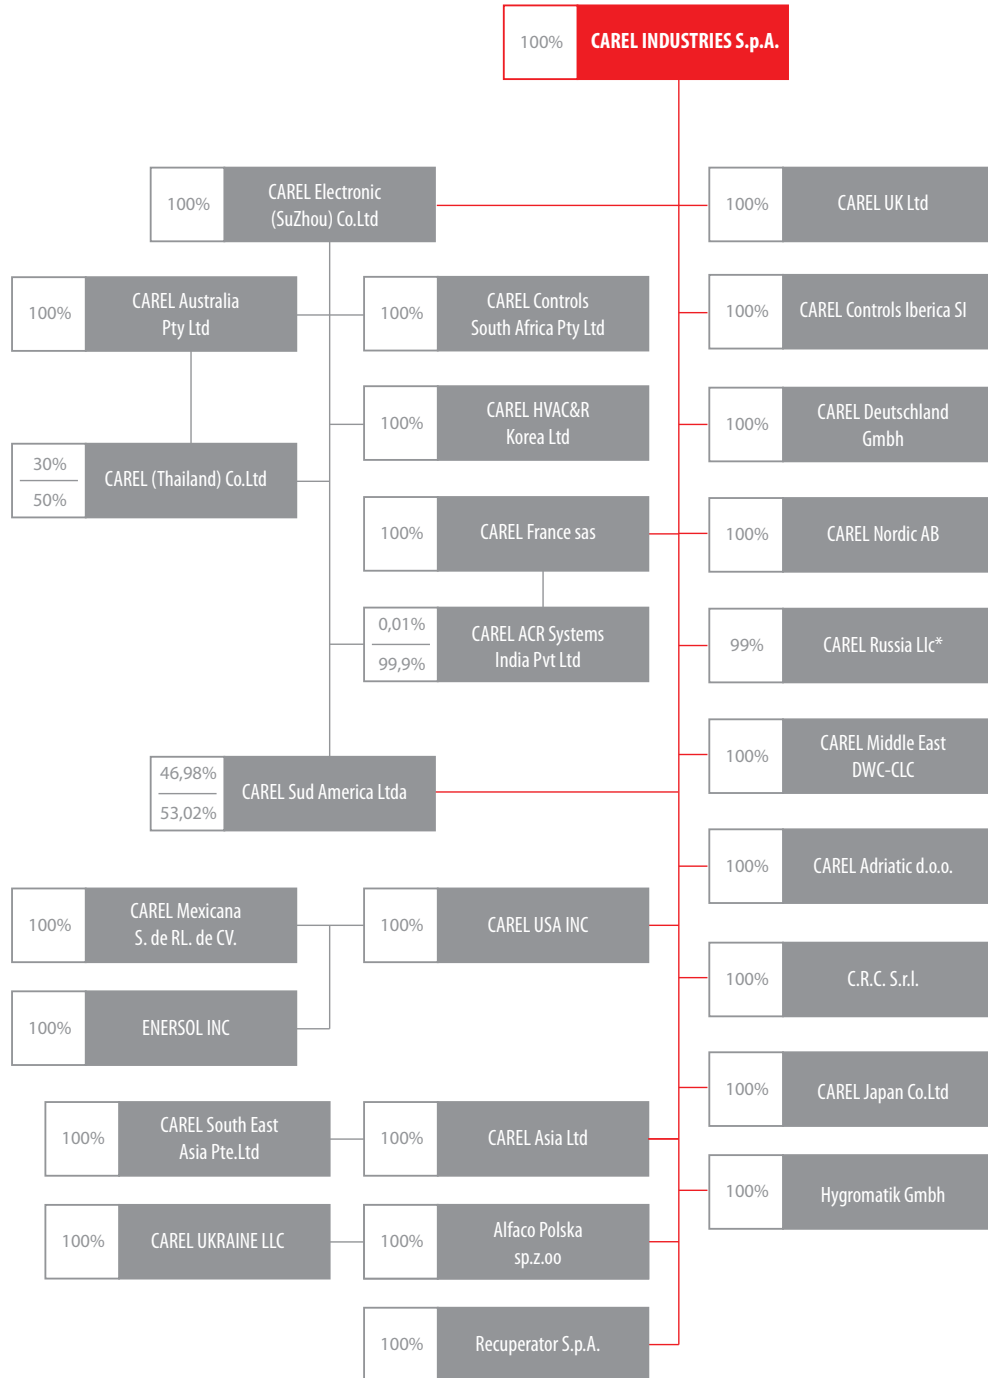 100%
CAREL INDUSTRIES S.p.A.
100%
CAREL Electronic
(SuZhou) Co.Ltd
100%
CAREL UK Ltd
100%
CAREL Australia
Pty Ltd
100%
CAREL Controls
South Africa Pty Ltd
100%
CAREL Controls Iberica Sl
100%
CAREL HVAC&R
Korea Ltd
100%
CAREL Deutschland
Gmbh
30%
50%
CAREL (Thailand) Co.Ltd
100%
CAREL France sas
100%
CAREL Nordic AB
0,01%
99,9%
CAREL ACR Systems
India Pvt Ltd
99%
CAREL Russia Llc*
46,98%
53,02%
CAREL Sud America Ltda
100%
CAREL Middle East
DWC-CLC
100%
CAREL Adriatic d.o.o.
100%
CAREL Mexicana
S. de RL. de CV.
100%
CAREL USA INC
100%
C.R.C. S.r.l.
100%
ENERSOL INC
100%
CAREL Japan Co.Ltd
100%
CAREL South East
Asia Pte.Ltd
100%
CAREL Asia Ltd
100%
Hygromatik Gmbh
100%
CAREL UKRAINE LLC
100%
Alfaco Polska
sp.z.oo
100%
Recuperator S.p.A.